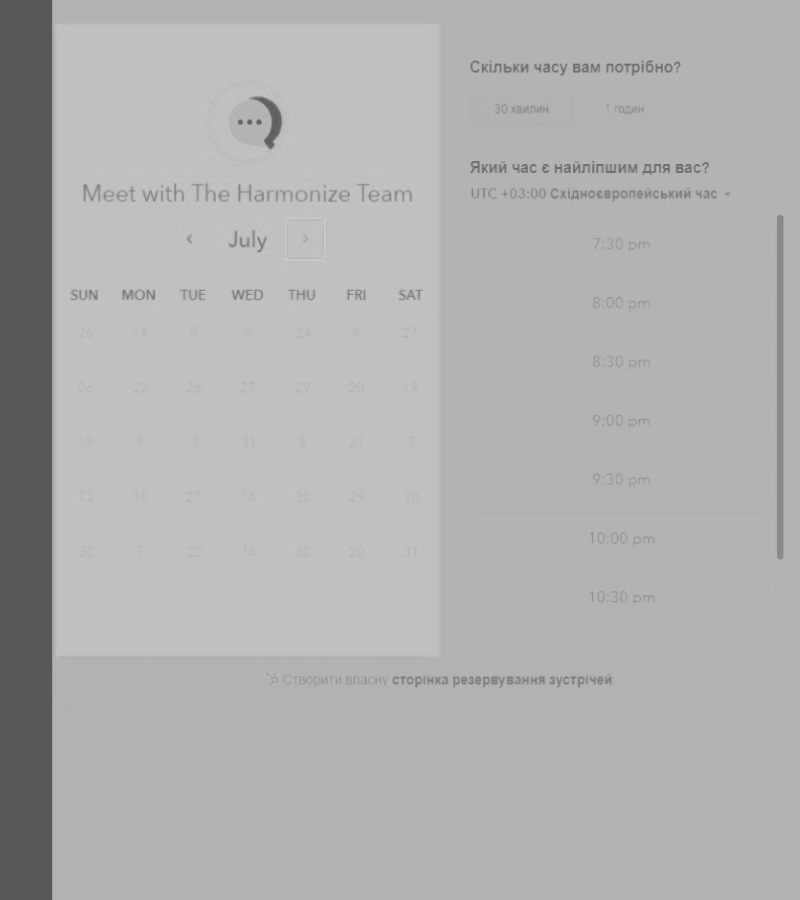 Meet with The Harmonize Team
July
SUN MON TUE WED THU FRI SAT
26 14 8 8 24 6 27
26 22 26 27 29 20 19
19 8 3 31 6 21 3
13 15 27 16 30 29 10
30 7 22 16 30 20 31
Скільки часу вам потрібно?
30 хвилин 1 годин
Який час є найліпшим для вас?
UTC +03:00 Східноєвропейський час
7:30 pm
8:00 pm
8:30 pm
9:00 pm
9:30 pm
10:00 pm
10:30 pm
Створити власну сторінка резервування зустрічей